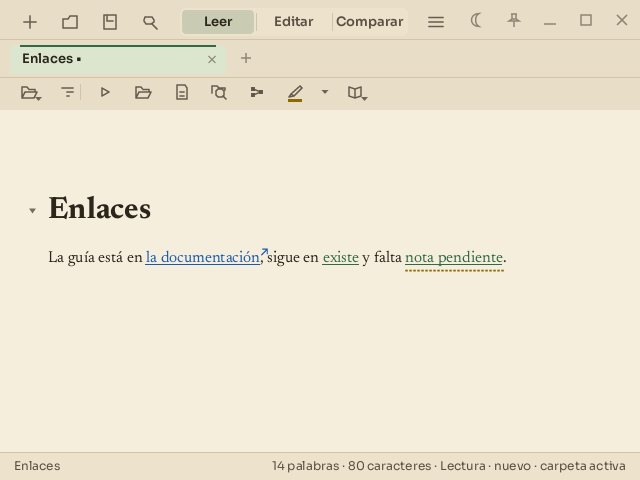 Leer Editar Comparar
Enlaces
Enlaces
La guía está en la documentación, sigue en existe y falta nota pendiente.
Enlaces 14 palabras · 80 caracteres · Lectura · nuevo · carpeta activa